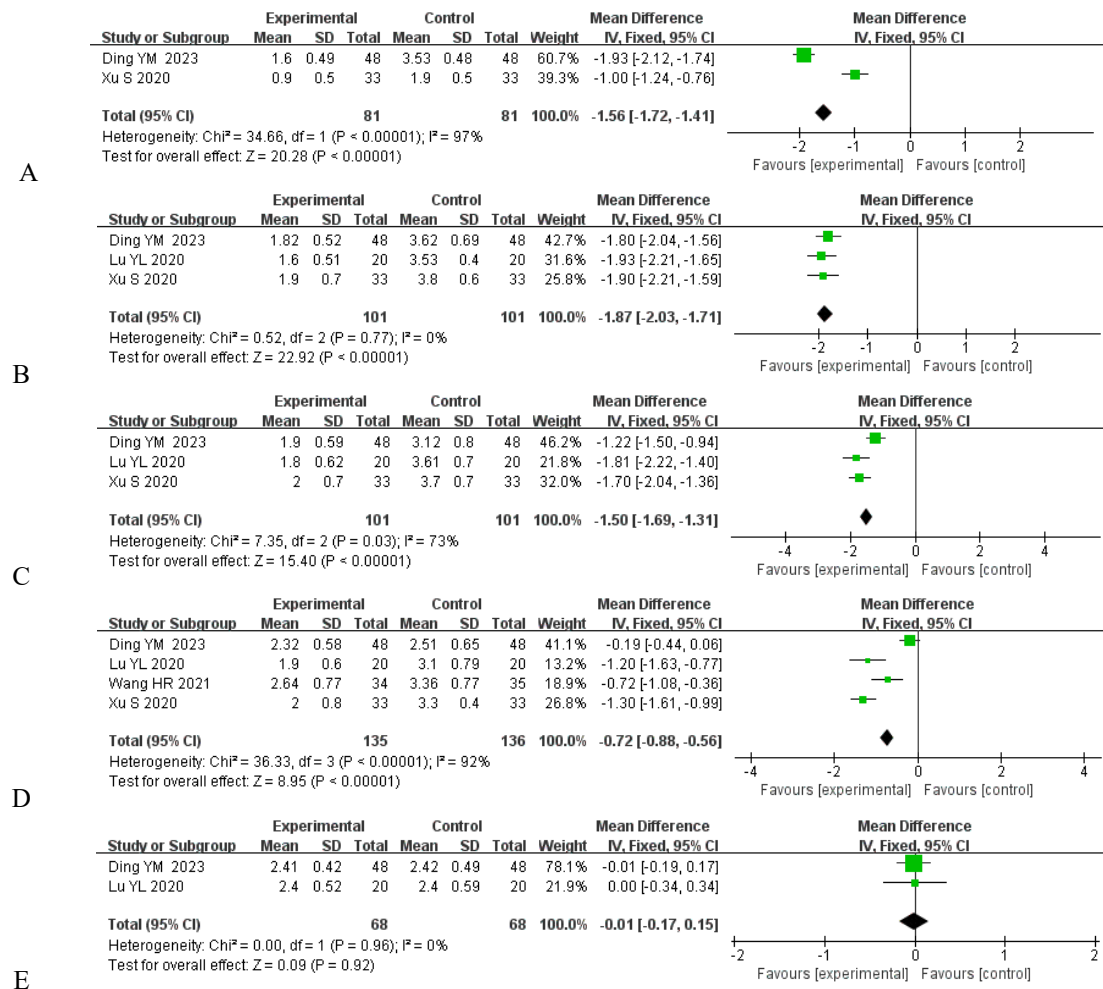 Experimental Control Mean Difference Mean Difference
Study or Subgroup Mean SD Total Mean SD Total Weight IV, Fixed, 95% CI IV, Fixed, 95% CI
Ding YM 2023 1.6 0.49 48 3.53 0.48 48 60.7% -1.93 [-2.12, -1.74]
Xu S 2020 0.9 0.5 33 1.9 0.5 33 39.3% -1.00 [-1.24, -0.76]
Total (95% CI) 81 81 100.0% -1.56 [-1.72, -1.41]
Heterogeneity: Chi² = 34.66, df = 1 (P < 0.00001); I² = 97%
Test for overall effect: Z = 20.28 (P < 0.00001)
-2 -1 0 1 2
Favours [experimental] Favours [control]
A
Experimental Control Mean Difference Mean Difference
Study or Subgroup Mean SD Total Mean SD Total Weight IV, Fixed, 95% CI IV, Fixed, 95% CI
Ding YM 2023 1.82 0.52 48 3.62 0.69 48 42.7% -1.80 [-2.04, -1.56]
Lu YL 2020 1.6 0.51 20 3.53 0.4 20 31.6% -1.93 [-2.21, -1.65]
Xu S 2020 1.9 0.7 33 3.8 0.6 33 25.8% -1.90 [-2.21, -1.59]
Total (95% CI) 101 101 100.0% -1.87 [-2.03, -1.71]
Heterogeneity: Chi² = 0.52, df = 2 (P = 0.77); I² = 0%
Test for overall effect: Z = 22.92 (P < 0.00001)
-2 -1 0 1 2
Favours [experimental] Favours [control]
B
Experimental Control Mean Difference Mean Difference
Study or Subgroup Mean SD Total Mean SD Total Weight IV, Fixed, 95% CI IV, Fixed, 95% CI
Ding YM 2023 1.9 0.59 48 3.12 0.8 48 46.2% -1.22 [-1.50, -0.94]
Lu YL 2020 1.8 0.62 20 3.61 0.7 20 21.8% -1.81 [-2.22, -1.40]
Xu S 2020 2 0.7 33 3.7 0.7 33 32.0% -1.70 [-2.04, -1.36]
Total (95% CI) 101 101 100.0% -1.50 [-1.69, -1.31]
Heterogeneity: Chi² = 7.35, df = 2 (P = 0.03); I² = 73%
Test for overall effect: Z = 15.40 (P < 0.00001)
-4 -2 0 2 4
Favours [experimental] Favours [control]
C
Experimental Control Mean Difference Mean Difference
Study or Subgroup Mean SD Total Mean SD Total Weight IV, Fixed, 95% CI IV, Fixed, 95% CI
Ding YM 2023 2.32 0.58 48 2.51 0.65 48 41.1% -0.19 [-0.44, 0.06]
Lu YL 2020 1.9 0.6 20 3.1 0.79 20 13.2% -1.20 [-1.63, -0.77]
Wang HR 2021 2.64 0.77 34 3.36 0.77 35 18.9% -0.72 [-1.08, -0.36]
Xu S 2020 2 0.8 33 3.3 0.4 33 26.8% -1.30 [-1.61, -0.99]
Total (95% CI) 135 136 100.0% -0.72 [-0.88, -0.56]
Heterogeneity: Chi² = 36.33, df = 3 (P < 0.00001); I² = 92%
Test for overall effect: Z = 8.95 (P < 0.00001)
-4 -2 0 2 4
Favours [experimental] Favours [control]
D
Experimental Control Mean Difference Mean Difference
Study or Subgroup Mean SD Total Mean SD Total Weight IV, Fixed, 95% CI IV, Fixed, 95% CI
Ding YM 2023 2.41 0.42 48 2.42 0.49 48 78.1% -0.01 [-0.19, 0.17]
Lu YL 2020 2.4 0.52 20 2.4 0.59 20 21.9% 0.00 [-0.34, 0.34]
Total (95% CI) 68 68 100.0% -0.01 [-0.17, 0.15]
Heterogeneity: Chi² = 0.00, df = 1 (P = 0.96); I² = 0%
Test for overall effect: Z = 0.09 (P = 0.92)
-2 -1 0 1 2
Favours [experimental] Favours [control]
E